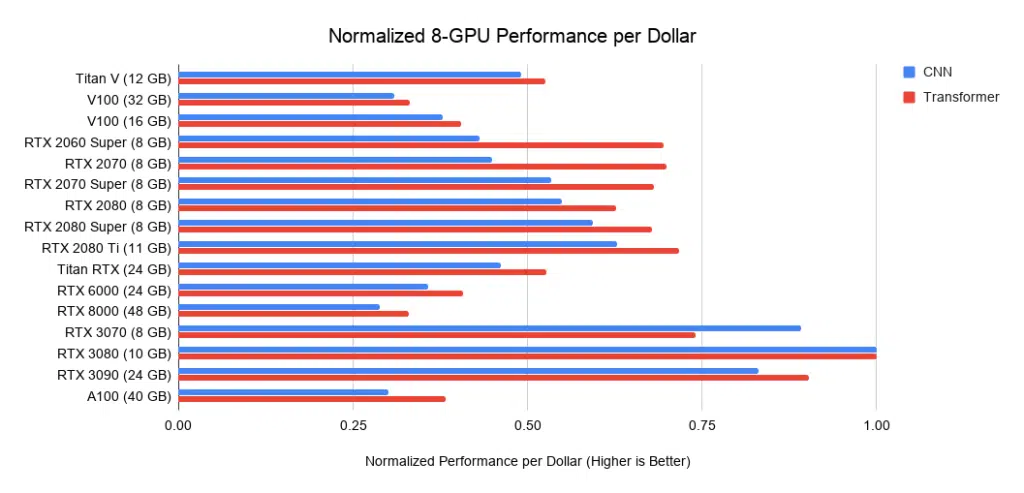 Normalized 8-GPU Performance per Dollar
CNN
Transformer
Titan V (12 GB)
V100 (32 GB)
V100 (16 GB)
RTX 2060 Super (8 GB)
RTX 2070 (8 GB)
RTX 2070 Super (8 GB)
RTX 2080 (8 GB)
RTX 2080 Super (8 GB)
RTX 2080 Ti (11 GB)
Titan RTX (24 GB)
RTX 6000 (24 GB)
RTX 8000 (48 GB)
RTX 3070 (8 GB)
RTX 3080 (10 GB)
RTX 3090 (24 GB)
A100 (40 GB)
0.00 0.25 0.50 0.75 1.00
Normalized Performance per Dollar (Higher is Better)